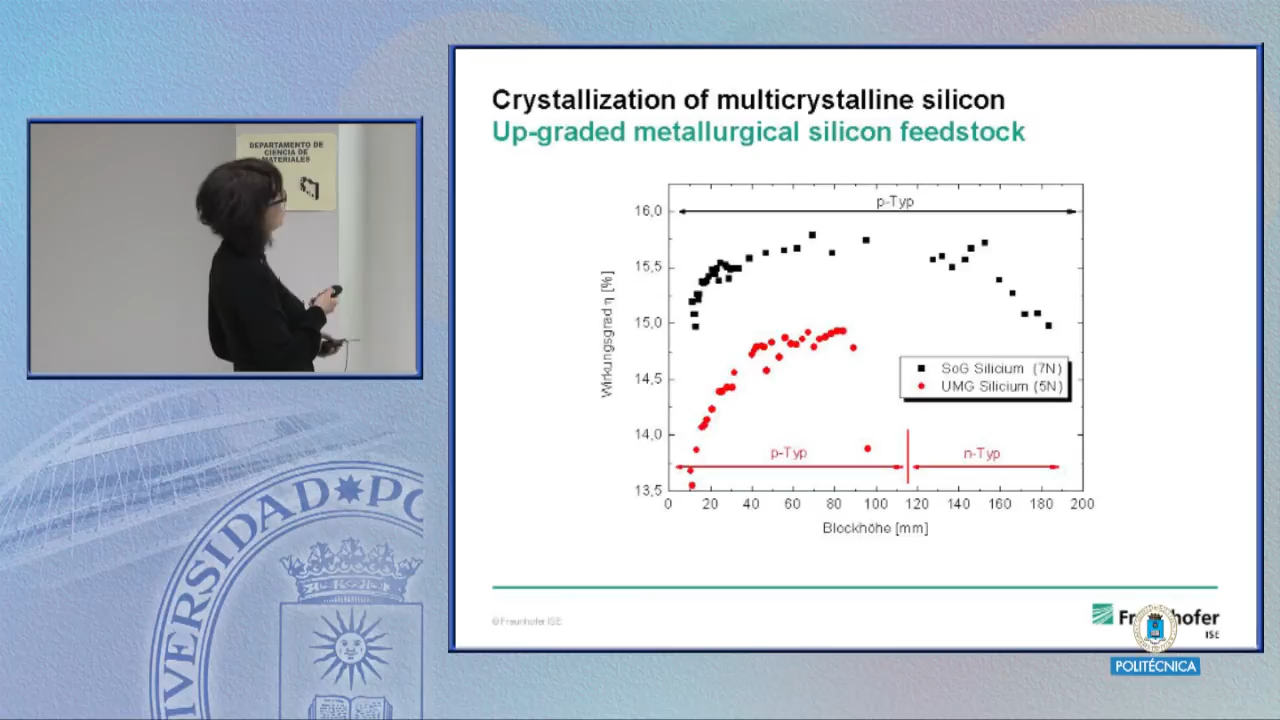 Crystallization of multicrystalline silicon
Up-graded metallurgical silicon feedstock
DEPARTAMENTO DE
CIENCIA DE
MATERIALES
p-Typ
16,0
15,5
15,0
14,5
14,0
13,5
Wirkungsgrad η [%]
SoG Silicium (7N)
UMG Silicium (5N)
p-Typ
n-Typ
0 20 40 60 80 100 120 140 160 180 200
Blockhöhe [mm]
© Fraunhofer ISE
Fraunhofer
ISE
POLITÉCNICA
VERSIDAD PO